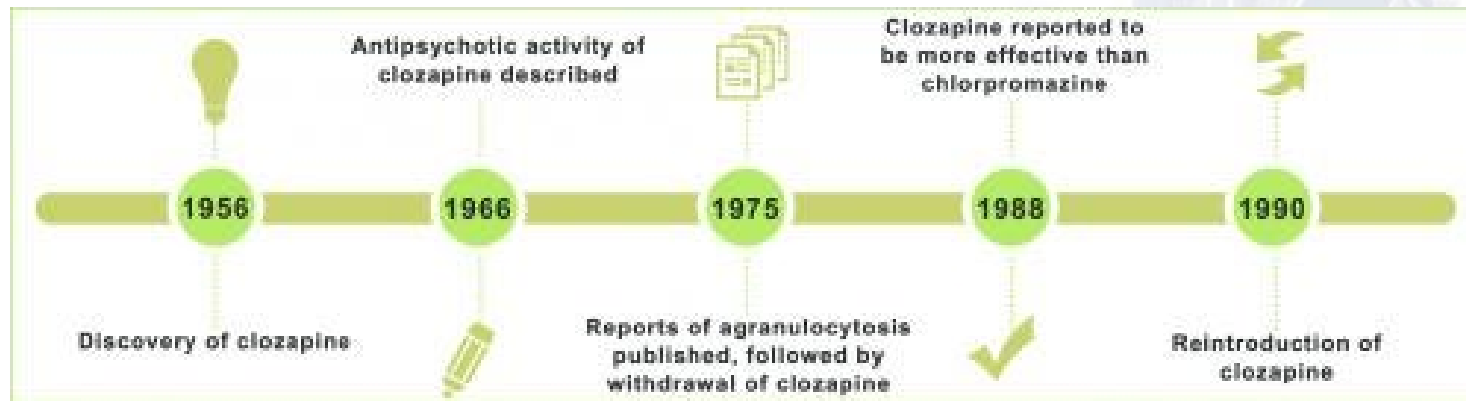 1956
Discovery of clozapine
Antipsychotic activity of
clozapine described
1966
1975
Reports of agranulocytosis
published, followed by
withdrawal of clozapine
Clozapine reported to
be more effective than
chlorpromazine
1988
1990
Reintroduction of
clozapine